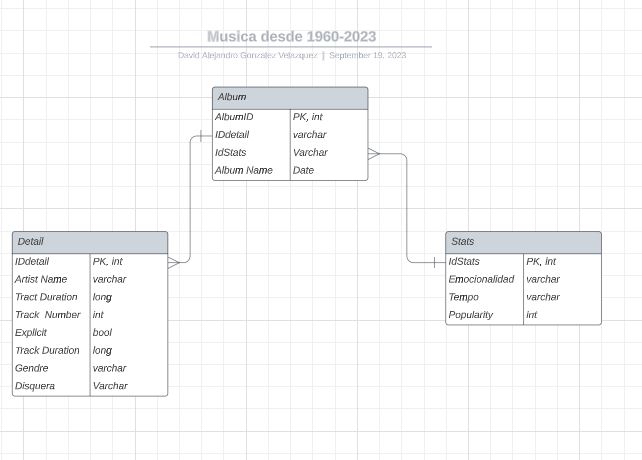 Musica desde 1960-2023
David Alejandro Gonzalez Velazquez | September 19, 2023
Album
AlbumID PK, int
IDdetail varchar
IdStats Varchar
Album Name Date
Detail
IDdetail PK, int
Artist Name varchar
Tract Duration long
Track Number int
Explicit bool
Track Duration long
Gendre varchar
Disquera Varchar
Stats
IdStats PK, int
Emocionalidad varchar
Tempo varchar
Popularity int